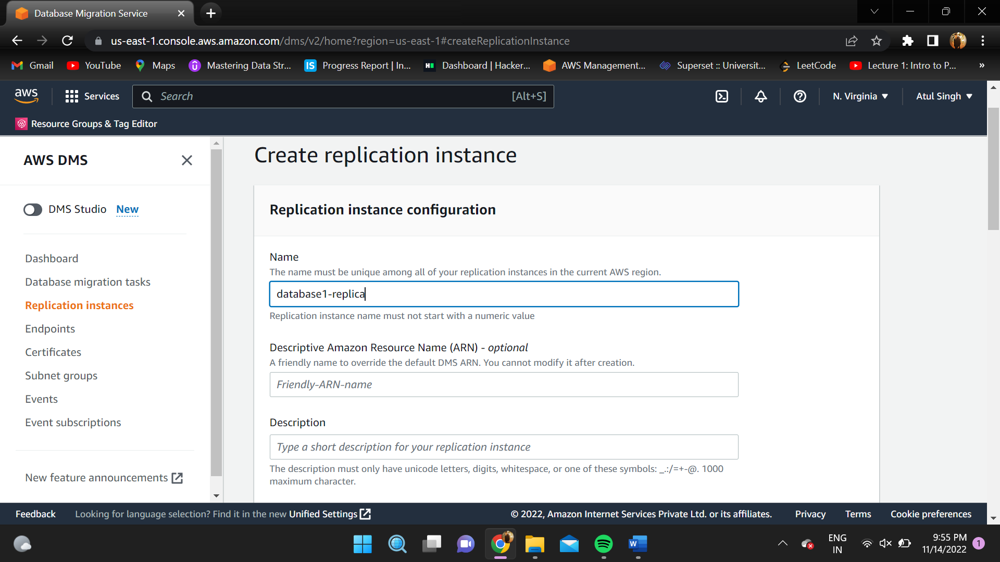 Database Migration Service
us-east-1.console.aws.amazon.com/dms/v2/home?region=us-east-1#createReplicationInstance
Gmail YouTube Maps Mastering Data Str... IS Progress Report | In... Dashboard | Hacker... AWS Management... Superset :: Universit... LeetCode Lecture 1: Intro to P... »
aws Services Search [Alt+S] N. Virginia Atul Singh
Resource Groups & Tag Editor
AWS DMS
DMS Studio New
Dashboard
Database migration tasks
Replication instances
Endpoints
Certificates
Subnet groups
Events
Event subscriptions
New feature announcements
Create replication instance
Replication instance configuration
Name
The name must be unique among all of your replication instances in the current AWS region.
database1-replica
Replication instance name must not start with a numeric value
Descriptive Amazon Resource Name (ARN) - optional
A friendly name to override the default DMS ARN. You cannot modify it after creation.
Friendly-ARN-name
Description
Type a short description for your replication instance
The description must only have unicode letters, digits, whitespace, or one of these symbols: _.:/=+-@. 1000
maximum character.
Feedback Looking for language selection? Find it in the new Unified Settings © 2022, Amazon Internet Services Private Ltd. or its affiliates. Privacy Terms Cookie preferences
ENG
IN
9:55 PM
11/14/2022
1